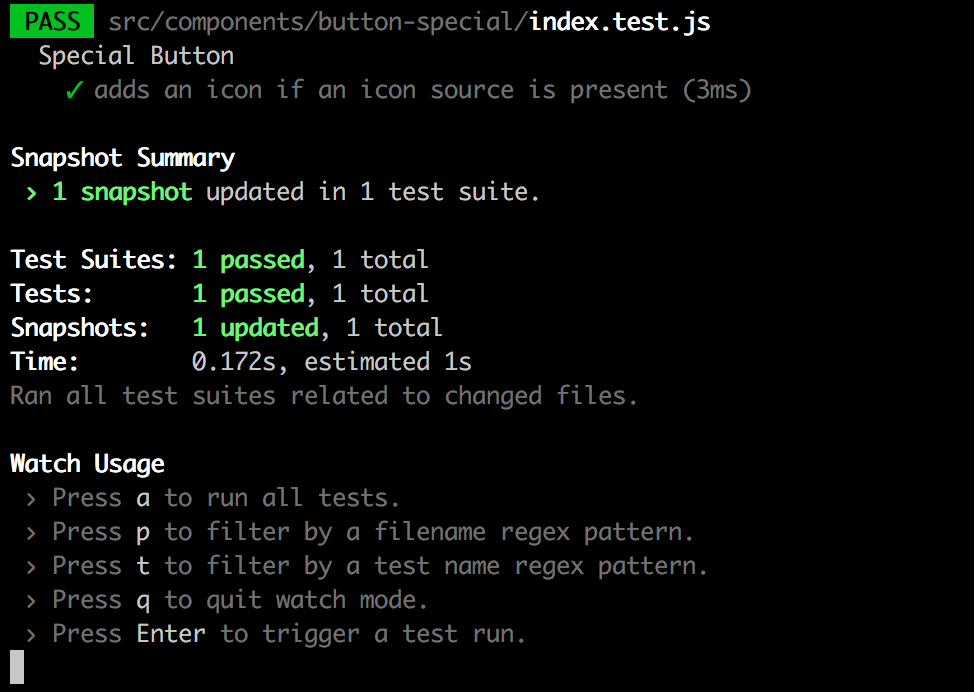 PASS src/components/button-special/index.test.js
Special Button
✓ adds an icon if an icon source is present (3ms)
Snapshot Summary
› 1 snapshot updated in 1 test suite.
Test Suites: 1 passed, 1 total
Tests: 1 passed, 1 total
Snapshots: 1 updated, 1 total
Time: 0.172s, estimated 1s
Ran all test suites related to changed files.
Watch Usage
› Press a to run all tests.
› Press p to filter by a filename regex pattern.
› Press t to filter by a test name regex pattern.
› Press q to quit watch mode.
› Press Enter to trigger a test run.